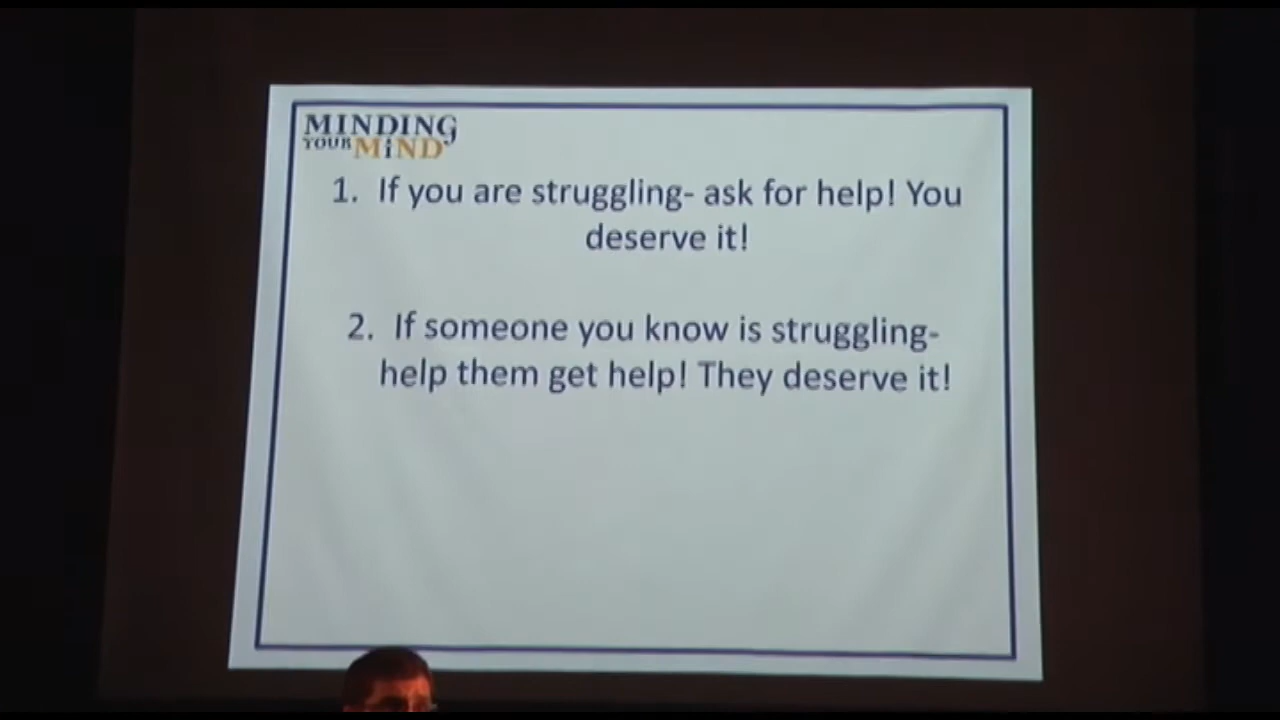 MINDING
YOUR MiND
1. If you are struggling- ask for help! You
deserve it!
2. If someone you know is struggling-
help them get help! They deserve it!